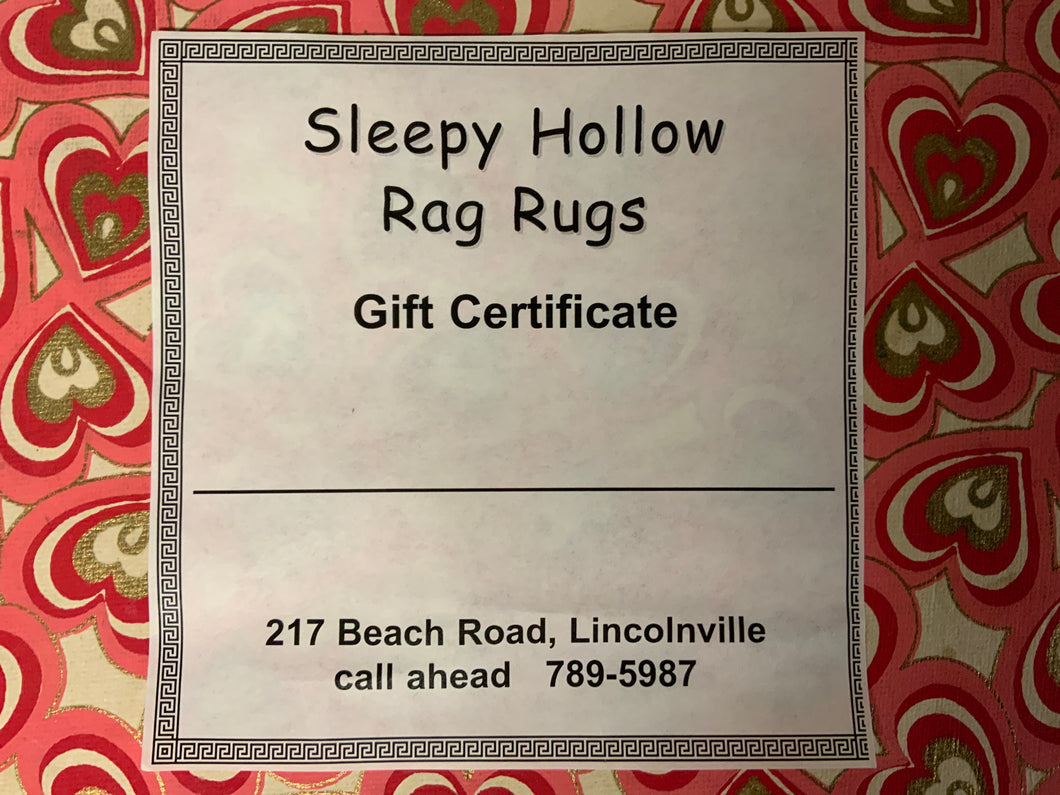 Sleepy Hollow
Rag Rugs
Gift Certificate
217 Beach Road, Lincolnville
call ahead 789-5987